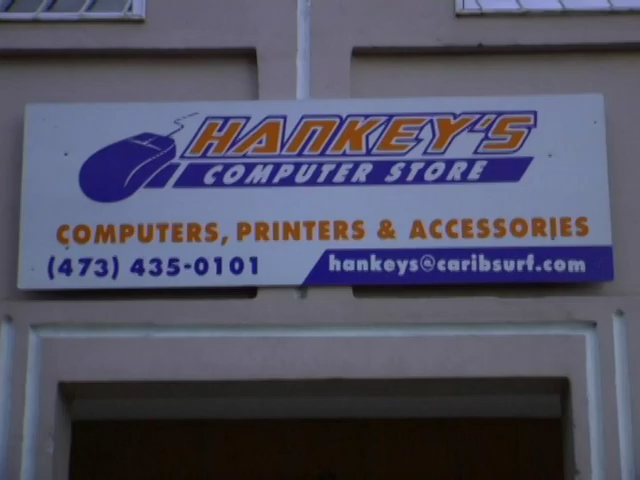 HANKEY'S
COMPUTER STORE
COMPUTERS, PRINTERS & ACCESSORIES
(473) 435-0101
hankeys@caribsurf.com